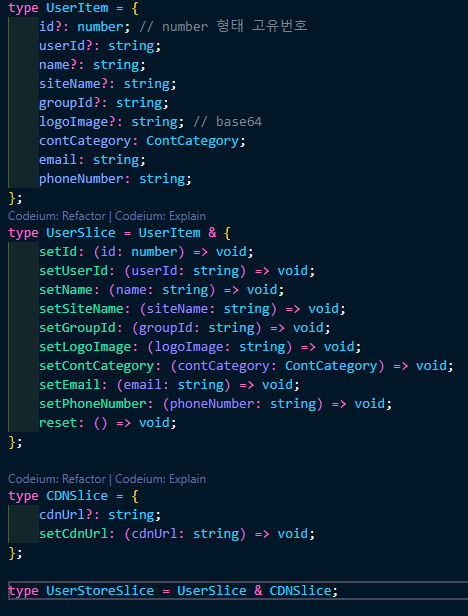 type UserItem = {
    id?: number; // number 형태 고유번호
    userId?: string;
    name?: string;
    siteName?: string;
    groupId?: string;
    logoImage?: string; // base64
    contCategory: ContCategory;
    email: string;
    phoneNumber: string;
};
Codeium: Refactor | Codeium: Explain
type UserSlice = UserItem & {
    setId: (id: number) => void;
    setUserId: (userId: string) => void;
    setName: (name: string) => void;
    setSiteName: (siteName: string) => void;
    setGroupId: (groupId: string) => void;
    setLogoImage: (logoImage: string) => void;
    setContCategory: (contCategory: ContCategory) => void;
    setEmail: (email: string) => void;
    setPhoneNumber: (phoneNumber: string) => void;
    reset: () => void;
};
Codeium: Refactor | Codeium: Explain
type CDNSlice = {
    cdnUrl?: string;
    setCdnUrl: (cdnUrl: string) => void;
};
type UserStoreSlice = UserSlice & CDNSlice;